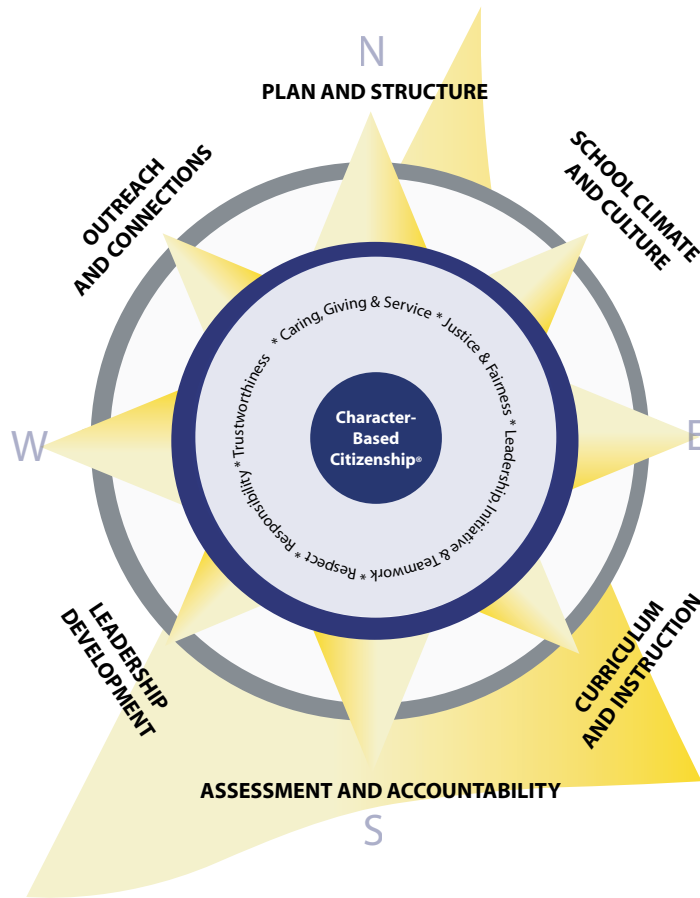 N
PLAN AND STRUCTURE
OUTREACH
AND CONNECTIONS
SCHOOL CLIMATE
AND CULTURE
* Caring, Giving & Service * Justice & Fairness * Leadership, Initiative & Teamwork * Respect * Responsibility * Trustworthiness
Character-
Based
Citizenship®
W
E
LEADERSHIP
DEVELOPMENT
CURRICULUM
AND INSTRUCTION
ASSESSMENT AND ACCOUNTABILITY
S